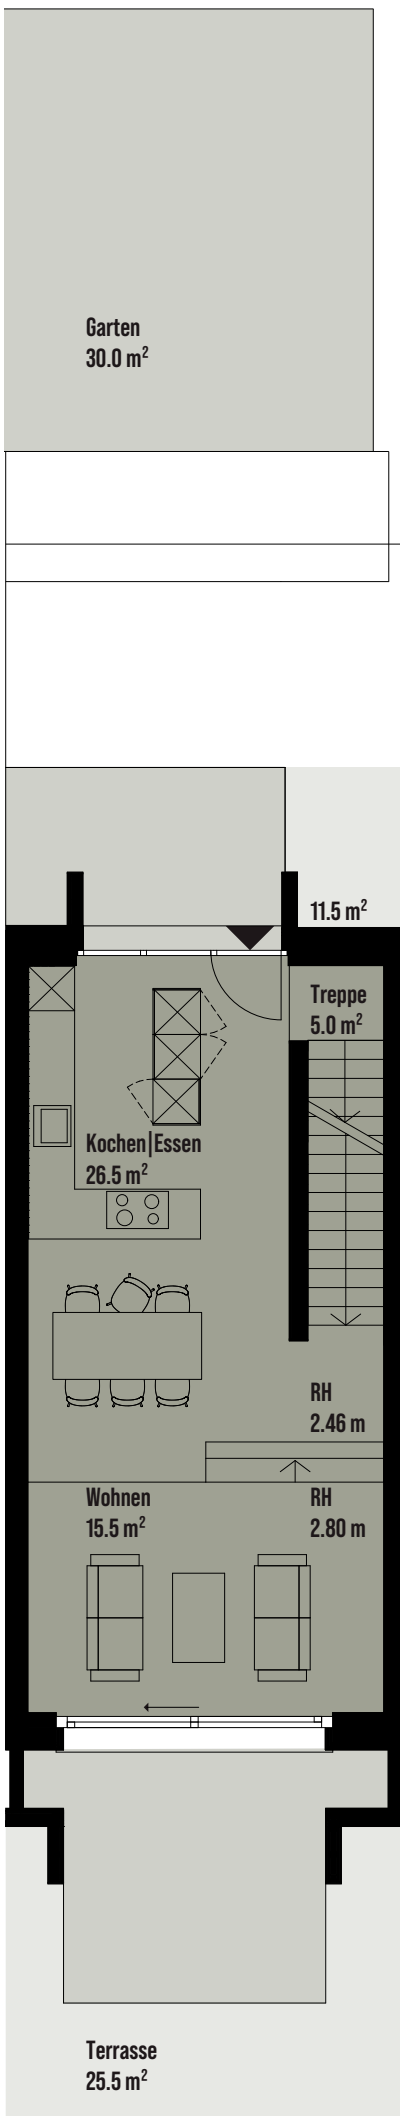 Garten
30.0 m²
11.5 m²
Treppe
5.0 m²
Kochen|Essen
26.5 m²
RH
2.46 m
Wohnen
15.5 m²
RH
2.80 m
Terrasse
25.5 m²